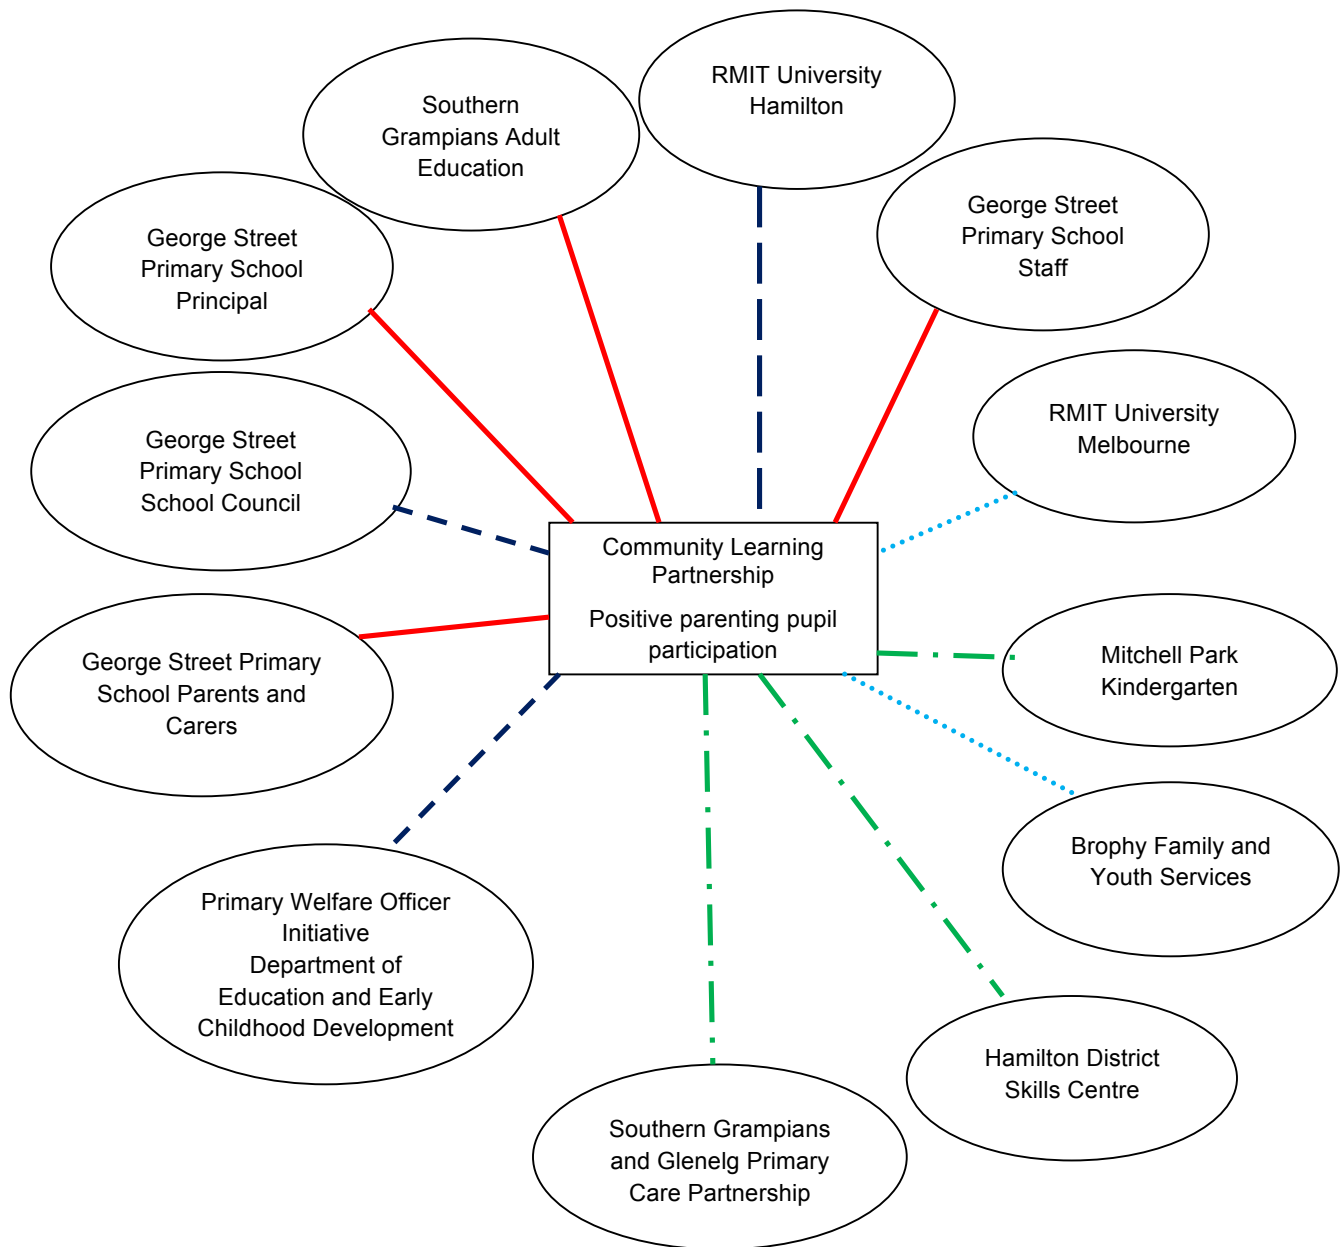 RMIT University
Hamilton
Southern
Grampians Adult
Education
George Street
Primary School
Staff
George Street
Primary School
Principal
RMIT University
Melbourne
George Street
Primary School
School Council
Community Learning
Partnership
Positive parenting pupil
participation
Mitchell Park
Kindergarten
George Street Primary
School Parents and
Carers
Brophy Family and
Youth Services
Primary Welfare Officer
Initiative
Department of
Education and Early
Childhood Development
Hamilton District
Skills Centre
Southern Grampians
and Glenelg Primary
Care Partnership